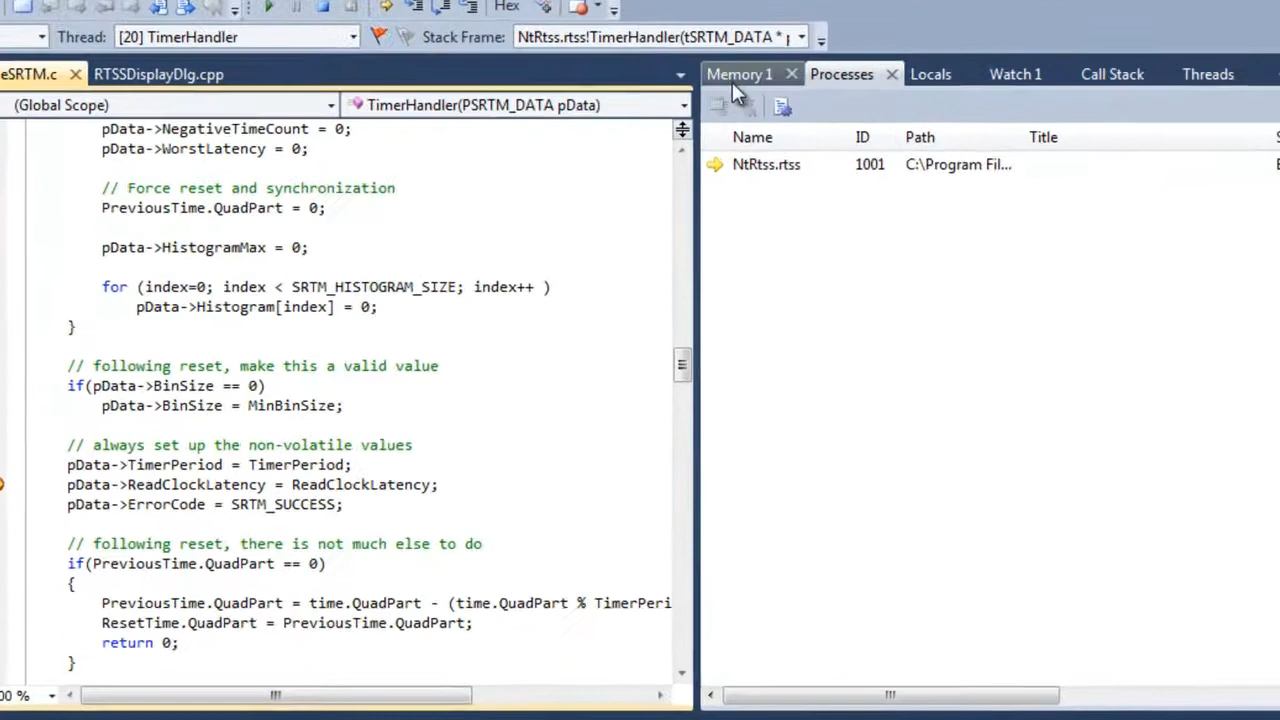 Hex
Thread: [20] TimerHandler Stack Frame: NtRtss.rtss!TimerHandler(tSRTM_DATA * p
eSRTM.c RTSSDisplayDlg.cpp
(Global Scope) TimerHandler(PSRTM_DATA pData)
pData->NegativeTimeCount = 0;
pData->WorstLatency = 0;
// Force reset and synchronization
PreviousTime.QuadPart = 0;
pData->HistogramMax = 0;
for (index=0; index < SRTM_HISTOGRAM_SIZE; index++ )
pData->Histogram[index] = 0;
}
// following reset, make this a valid value
if(pData->BinSize == 0)
pData->BinSize = MinBinSize;
// always set up the non-volatile values
pData->TimerPeriod = TimerPeriod;
pData->ReadClockLatency = ReadClockLatency;
pData->ErrorCode = SRTM_SUCCESS;
// following reset, there is not much else to do
if(PreviousTime.QuadPart == 0)
{
PreviousTime.QuadPart = time.QuadPart - (time.QuadPart % TimerPeri
ResetTime.QuadPart = PreviousTime.QuadPart;
return 0;
}
00 %
Memory 1 Processes Locals Watch 1 Call Stack Threads
Name ID Path Title
NtRtss.rtss 1001 C:\Program Fil...